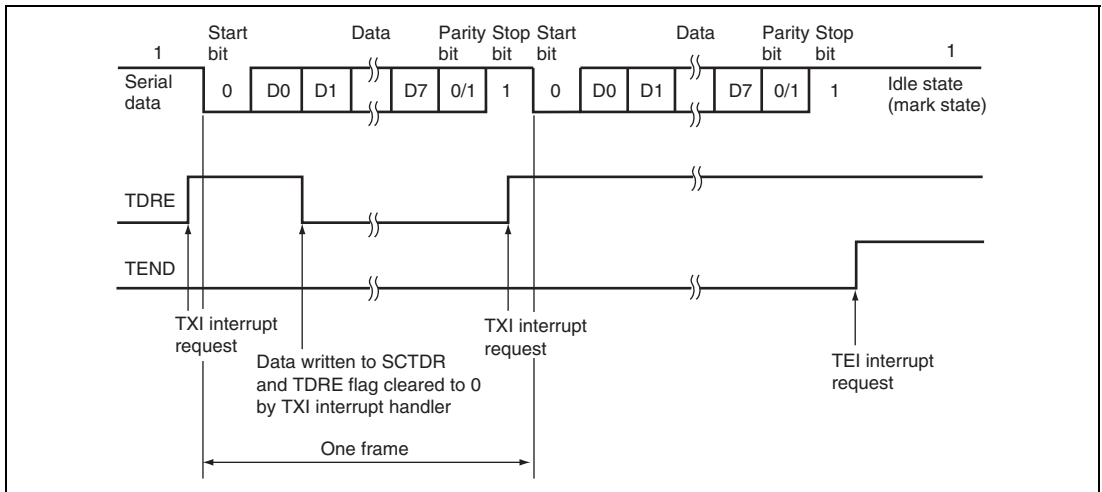 Start bit Data Parity bit Stop bit Start bit Data Parity bit Stop bit
1 1
Serial data
0 D0 D1 D7 0/1 1 0 D0 D1 D7 0/1 1
Idle state
(mark state)
TDRE
TEND
TXI interrupt
request
Data written to SCTDR
and TDRE flag cleared to 0
by TXI interrupt handler
TXI interrupt
request
TEI interrupt
request
One frame